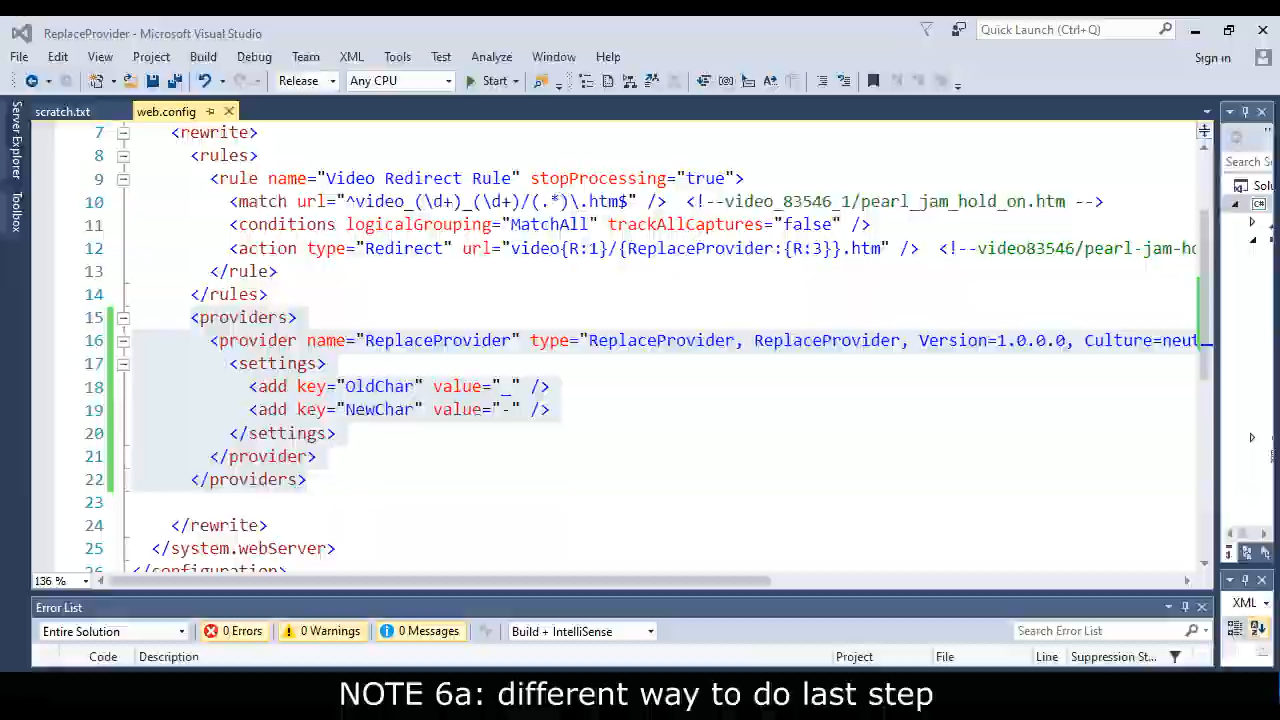 ReplaceProvider - Microsoft Visual Studio
Quick Launch (Ctrl+Q)
File Edit View Project Build Debug Team XML Tools Test Analyze Window Help
Sign in
Release Any CPU Start
scratch.txt web.config
Server Explorer
Toolbox
Search S
Solu
7 <rewrite>
8 <rules>
9 <rule name="Video Redirect Rule" stopProcessing="true">
10 <match url="^video_(\d+)_(\d+)/(.*)\.htm$" /> <!--video_83546_1/pearl_jam_hold_on.htm -->
11 <conditions logicalGrouping="MatchAll" trackAllCaptures="false" />
12 <action type="Redirect" url="video{R:1}/{ReplaceProvider:{R:3}}.htm" /> <!--video83546/pearl-jam-ho
13 </rule>
14 </rules>
15 <providers>
16 <provider name="ReplaceProvider" type="ReplaceProvider, ReplaceProvider, Version=1.0.0.0, Culture=neut
17 <settings>
18 <add key="OldChar" value="_" />
19 <add key="NewChar" value="-" />
20 </settings>
21 </provider>
22 </providers>
23
24 </rewrite>
25 </system.webServer>
26 </configuration>
136 %
Error List
XML
Entire Solution 0 Errors 0 Warnings 0 Messages Build + IntelliSense Search Error List
Code Description Project File Line Suppression St...
NOTE 6a: different way to do last step